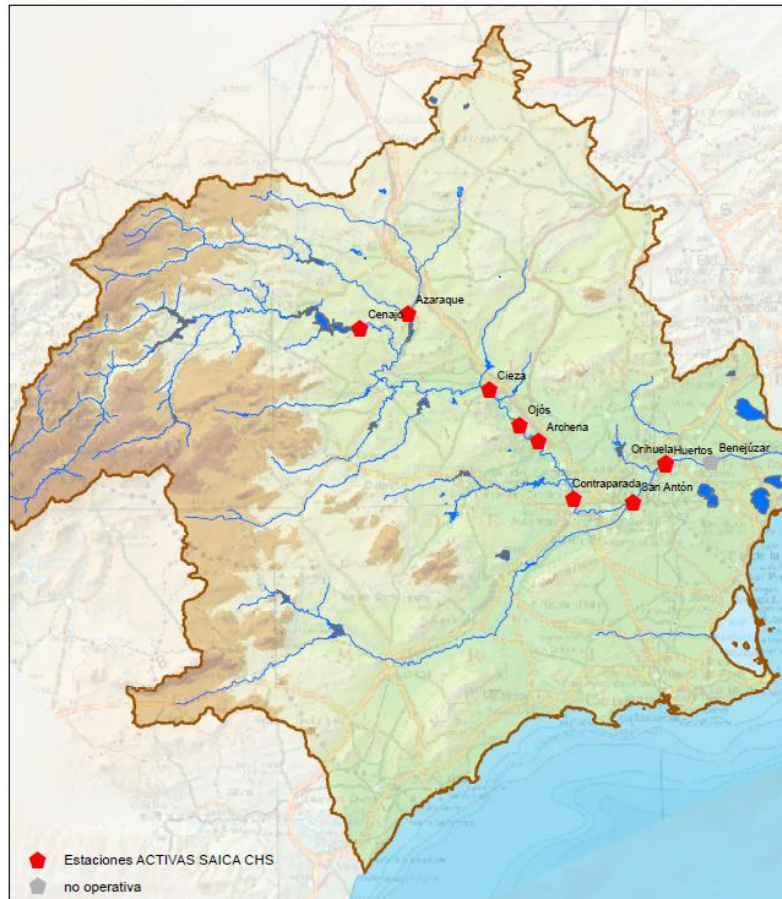 Azaraque
Cenajo
Cieza
Ojós
Archena
Orihuela
Huertos
Benejúzar
Contraparada
San Antón
Estaciones ACTIVAS SAICA CHS
no operativa